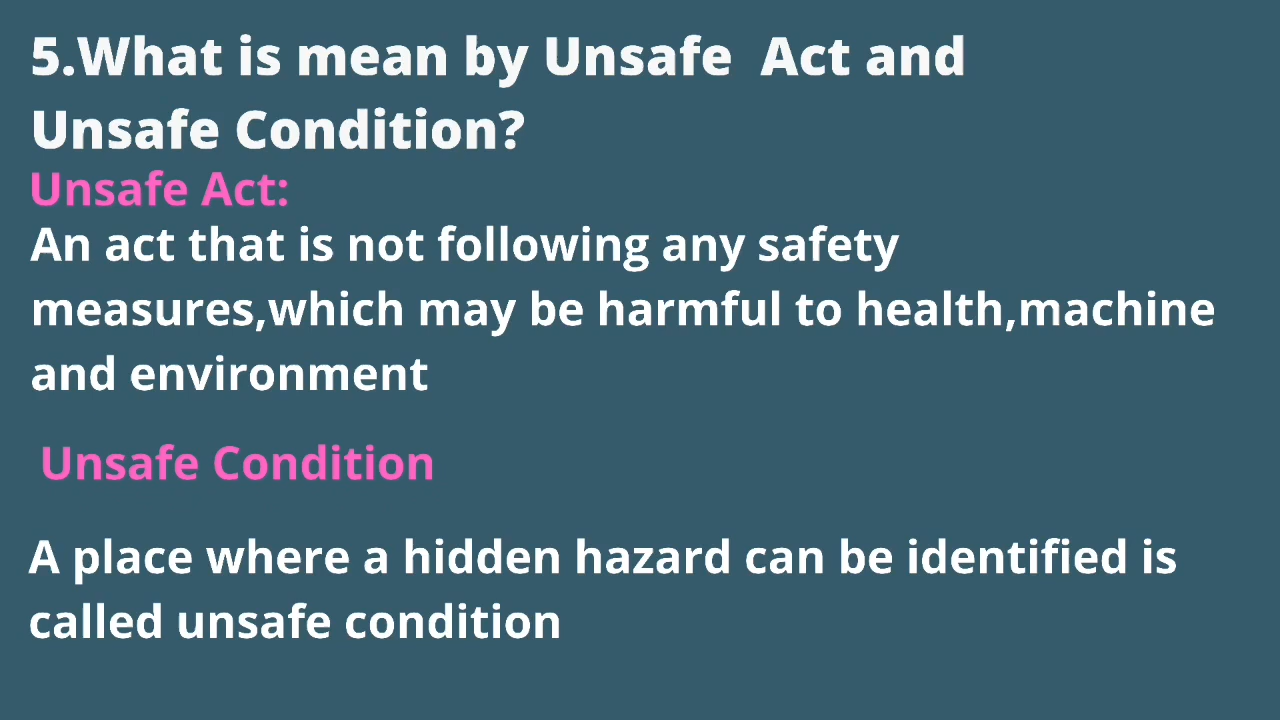 5.What is mean by Unsafe  Act and
Unsafe Condition?
Unsafe Act:
An act that is not following any safety
measures,which may be harmful to health,machine
and environment
Unsafe Condition
A place where a hidden hazard can be identified is
called unsafe condition